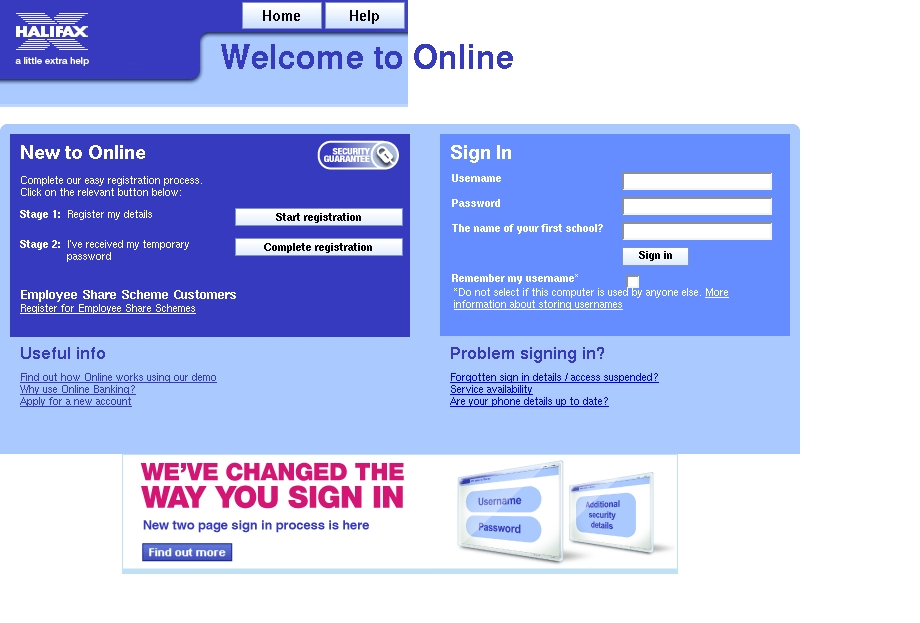 Home Help
HALIFAX
a little extra help
Welcome to Online
New to Online
SECURITY
GUARANTEE
Complete our easy registration process.
Click on the relevant button below:
Stage 1: Register my details
Start registration
Stage 2: I've received my temporary
password
Complete registration
Employee Share Scheme Customers
Register for Employee Share Schemes
Sign In
Username
Password
The name of your first school?
Sign in
Remember my username*
*Do not select if this computer is used by anyone else. More
information about storing usernames
Useful info
Find out how Online works using our demo
Why use Online Banking?
Apply for a new account
Problem signing in?
Forgotten sign in details / access suspended?
Service availability
Are your phone details up to date?
WE'VE CHANGED THE
WAY YOU SIGN IN
New two page sign in process is here
Find out more
Username
Password
Additional
security
details